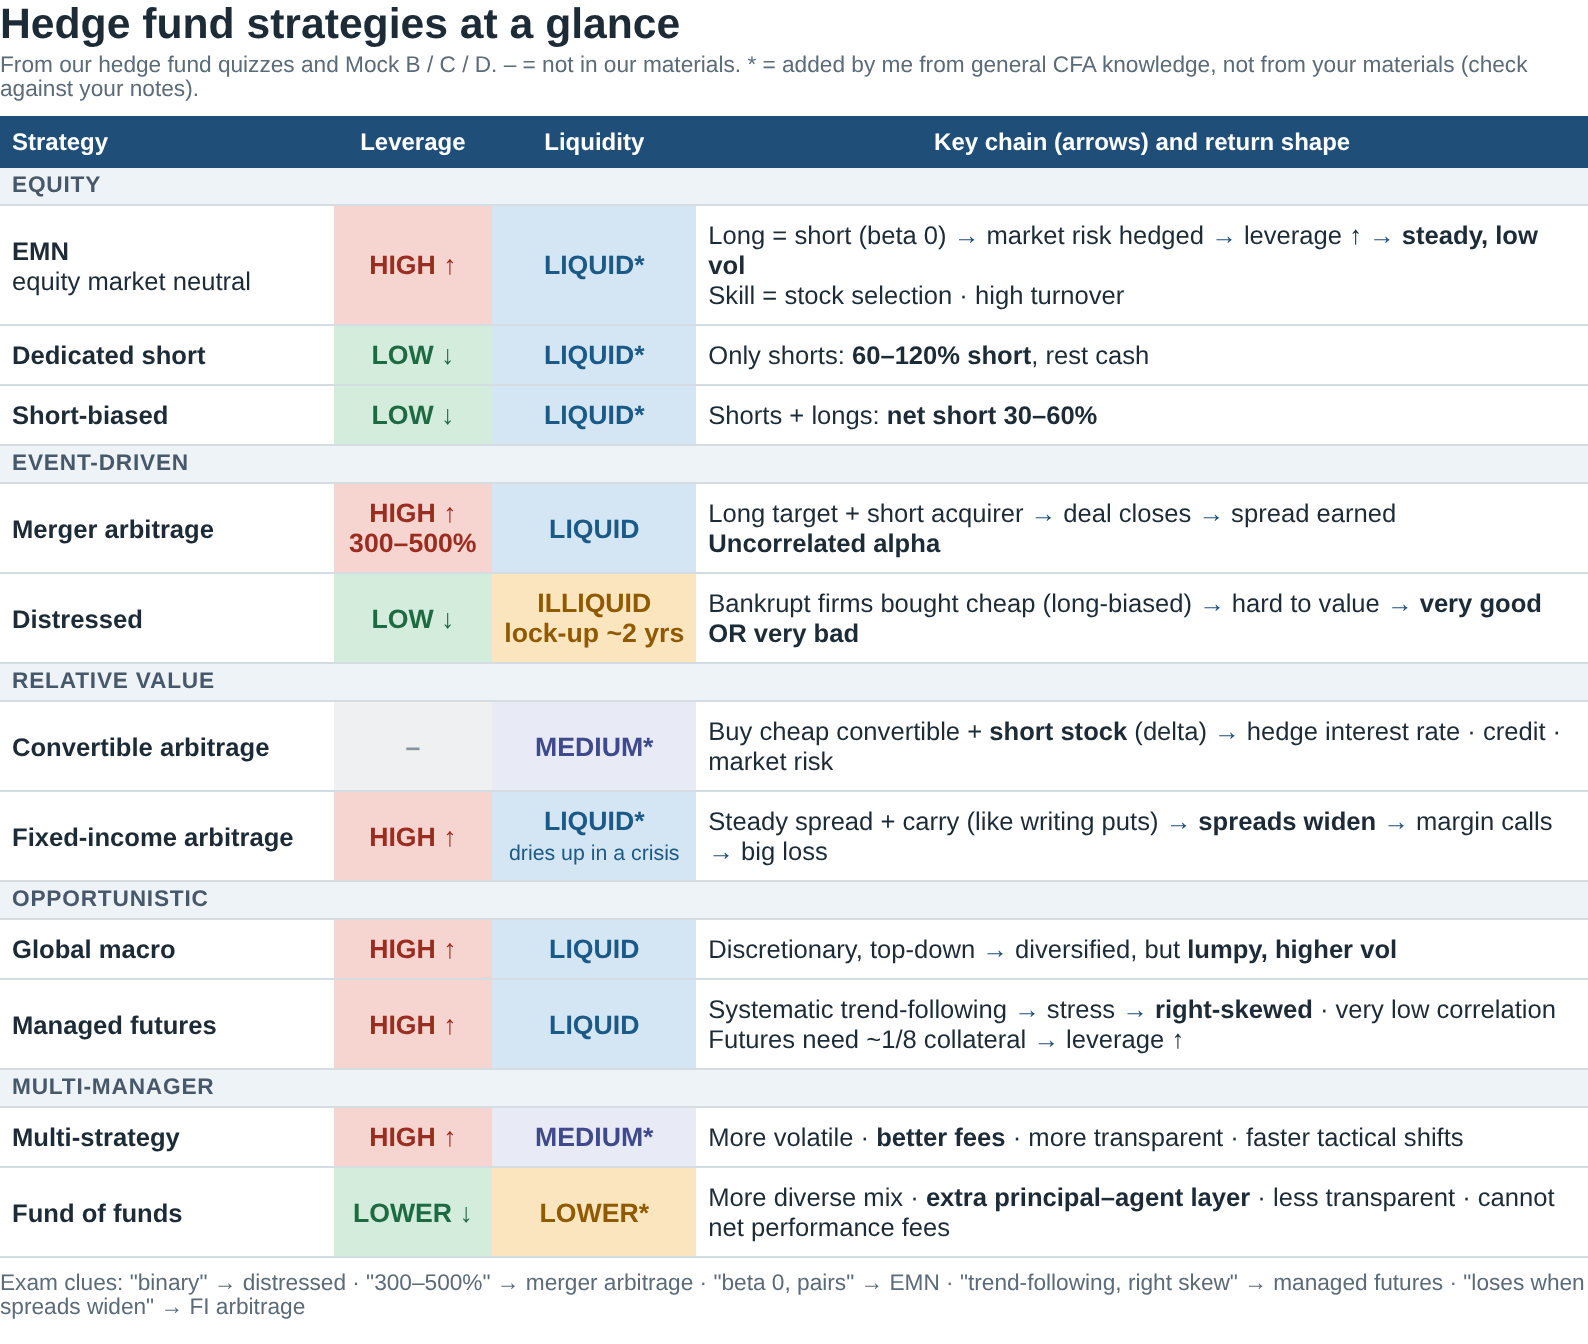 Hedge fund strategies at a glance
From our hedge fund quizzes and Mock B / C / D. – = not in our materials. * = added by me from general CFA knowledge, not from your materials (check
against your notes).
Strategy Leverage Liquidity Key chain (arrows) and return shape
EQUITY
EMN
equity market neutral
HIGH ↑
LIQUID*
Long = short (beta 0) → market risk hedged → leverage ↑ → steady, low
vol
Skill = stock selection · high turnover
Dedicated short LOW ↓ LIQUID* Only shorts: 60–120% short, rest cash
Short-biased LOW ↓ LIQUID* Shorts + longs: net short 30–60%
EVENT-DRIVEN
Merger arbitrage
HIGH ↑
300–500%
LIQUID
Long target + short acquirer → deal closes → spread earned
Uncorrelated alpha
Distressed
LOW ↓
ILLIQUID
lock-up ~2 yrs
Bankrupt firms bought cheap (long-biased) → hard to value → very good
OR very bad
RELATIVE VALUE
Convertible arbitrage
–
MEDIUM*
Buy cheap convertible + short stock (delta) → hedge interest rate · credit ·
market risk
Fixed-income arbitrage
HIGH ↑
LIQUID*
dries up in a crisis
Steady spread + carry (like writing puts) → spreads widen → margin calls
→ big loss
OPPORTUNISTIC
Global macro HIGH ↑ LIQUID Discretionary, top-down → diversified, but lumpy, higher vol
Managed futures
HIGH ↑
LIQUID
Systematic trend-following → stress → right-skewed · very low correlation
Futures need ~1/8 collateral → leverage ↑
MULTI-MANAGER
Multi-strategy HIGH ↑ MEDIUM* More volatile · better fees · more transparent · faster tactical shifts
Fund of funds
LOWER ↓
LOWER*
More diverse mix · extra principal–agent layer · less transparent · cannot
net performance fees
Exam clues: "binary" → distressed · "300–500%" → merger arbitrage · "beta 0, pairs" → EMN · "trend-following, right skew" → managed futures · "loses when
spreads widen" → FI arbitrage